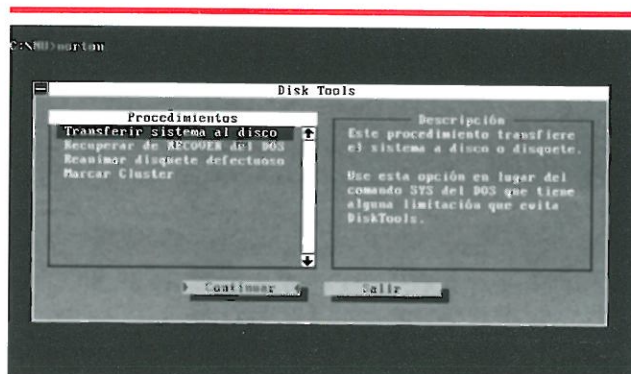 C:\NU>norton
Disk Tools
Procedimientos
Transferir sistema al disco
Recuperar de RECOVER del DOS
Reanimar disquete defectuoso
Marcar Cluster
Descripción
Este procedimiento transfiere
el sistema a disco o disquete.
Use esta opción en lugar del
comando SYS del DOS que tiene
alguna limitación que evita
DiskTools.
Continuar
Salir